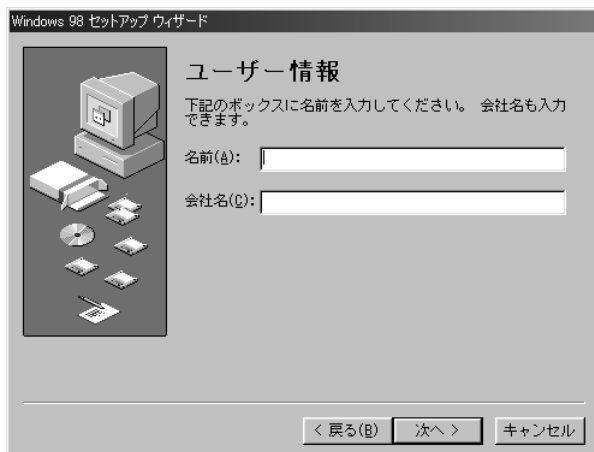 Windows 98 セットアップ ウィザード
ユーザー情報
下記のボックスに名前を入力してください。 会社名も入力
できます。
名前(A):
会社名(C):
< 戻る(B) 次へ > キャンセル